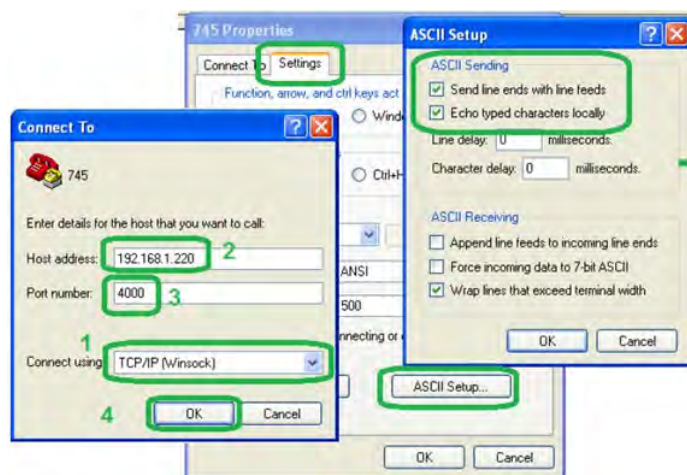 745 Properties
Connect To
Settings
Function, arrow, and ctrl keys act
Ctrl+H
ANSI
500
ASCII Setup...
OK
Cancel
Connect To
745
Enter details for the host that you want to call:
Host address: 192.168.1.220
2
Port number: 4000
3
1
Connect using: TCP/IP (Winsock)
4
OK
Cancel
ASCII Setup
ASCII Sending
Send line ends with line feeds
Echo typed characters locally
Line delay: 0 milliseconds.
Character delay: 0 milliseconds.
ASCII Receiving
Append line feeds to incoming line ends
Force incoming data to 7-bit ASCII
Wrap lines that exceed terminal width
OK
Cancel